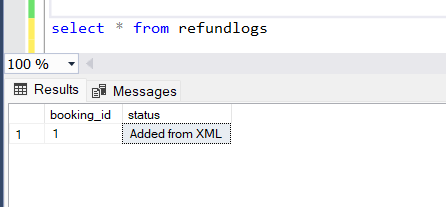 select * from refundlogs
100 %
Results Messages
booking_id status
1 1 Added from XML